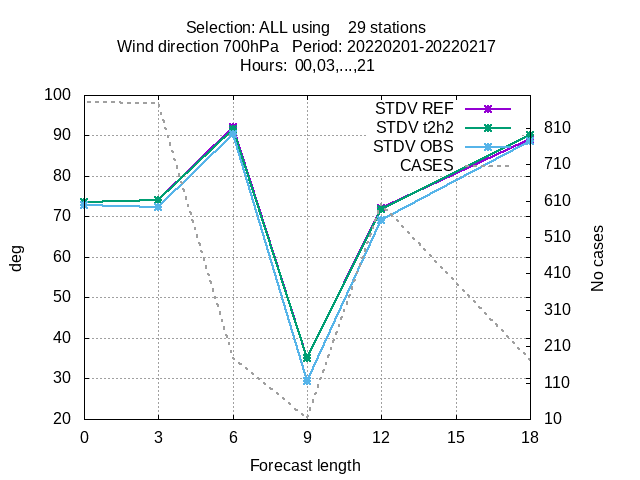 Selection: ALL using 29 stations
Wind direction 700hPa Period: 20220201-20220217
Hours: 00,03,...,21
STDV REF
STDV t2h2
STDV OBS
CASES
100
90
80
70
60
50
40
30
20
deg
810
710
610
510
410
310
210
110
10
No cases
0 3 6 9 12 15 18
Forecast length